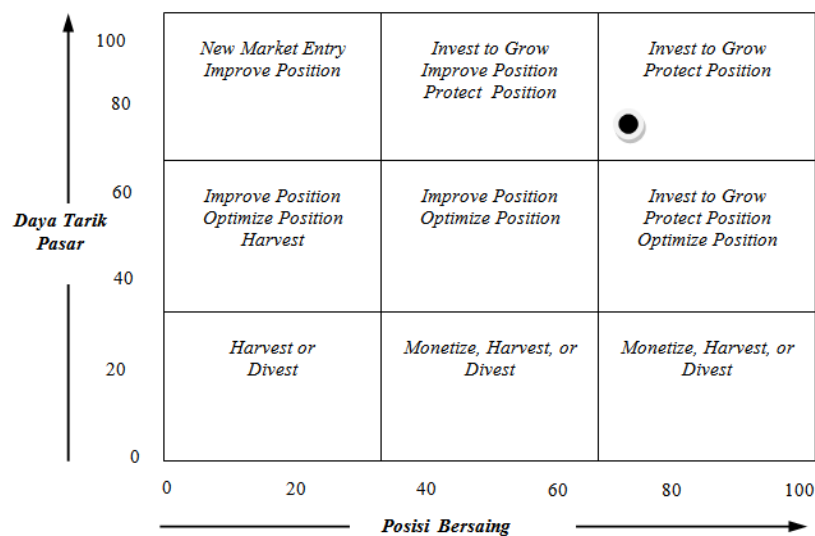 100
New Market Entry
Improve Position
Invest to Grow
Improve Position
Protect Position
Invest to Grow
Protect Position
80
60
Daya Tarik
Pasar
Improve Position
Optimize Position
Harvest
Improve Position
Optimize Position
Invest to Grow
Protect Position
Optimize Position
40
20
Harvest or
Divest
Monetize, Harvest, or
Divest
Monetize, Harvest, or
Divest
0
0 20 40 60 80 100
Posisi Bersaing